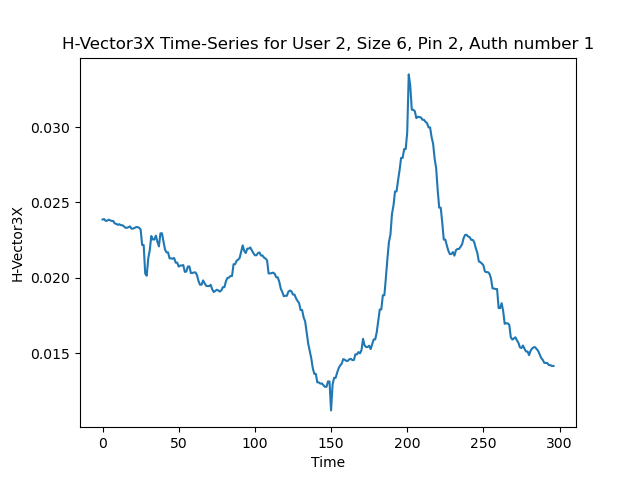 H-Vector3X Time-Series for User 2, Size 6, Pin 2, Auth number 1
H-Vector3X
0.030
0.025
0.020
0.015
0 50 100 150 200 250 300
Time